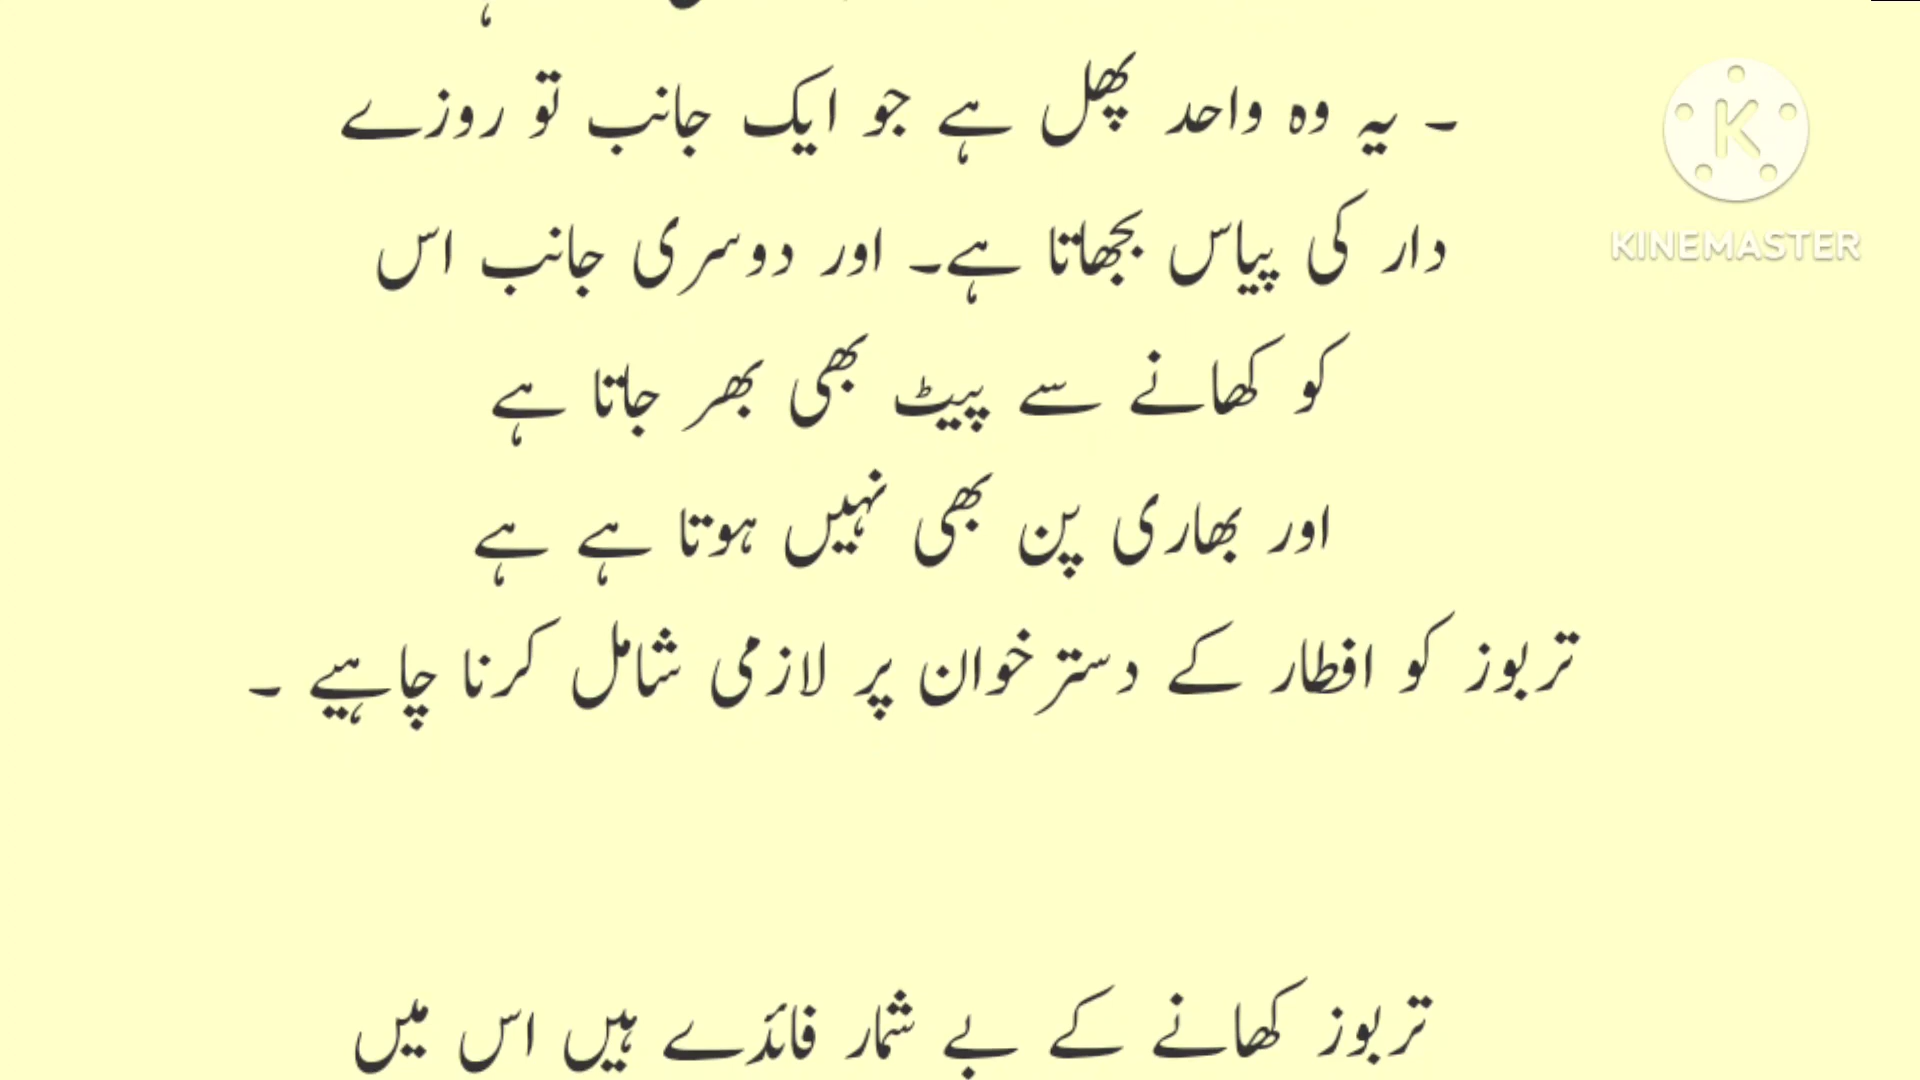 ۔ یہ وہ واحد پھل ہے جو ایک جانب تو روزے
دار کی پیاس بجھاتا ہے۔ اور دوسری جانب اس
کو کھانے سے پیٹ بھی بھر جاتا ہے
اور بھاری پن بھی نہیں ہوتا ہے ہے
تربوز کو افطار کے دسترخوان پر لازمی شامل کرنا چاہیے ۔
تربوز کھانے کے بے شمار فائدے ہیں اس میں
K
KINEMASTER